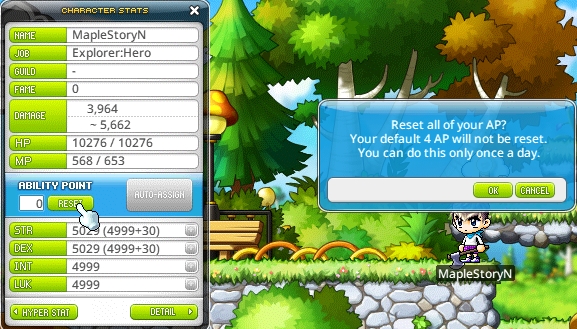 CHARACTER STATS
NAME MapleStoryN
JOB Explorer:Hero
GUILD -
FAME 0
DAMAGE 3,964
~ 5,662
HP 10276 / 10276
MP 568 / 653
ABILITY POINT
0 RESET AUTO-ASSIGN
STR 5029 (4999+30)
DEX 5029 (4999+30)
INT 4999
LUK 4999
HYPER STAT DETAIL
Reset all of your AP?
Your default 4 AP will not be reset.
You can do this only once a day.
OK CANCEL
MapleStoryN